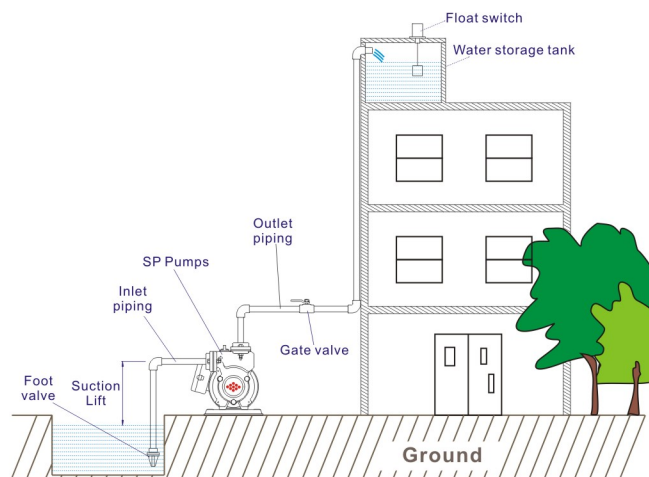 Float switch
Water storage tank
Outlet
piping
SP Pumps
Inlet
piping
Gate valve
Foot
valve
Suction
Lift
Ground